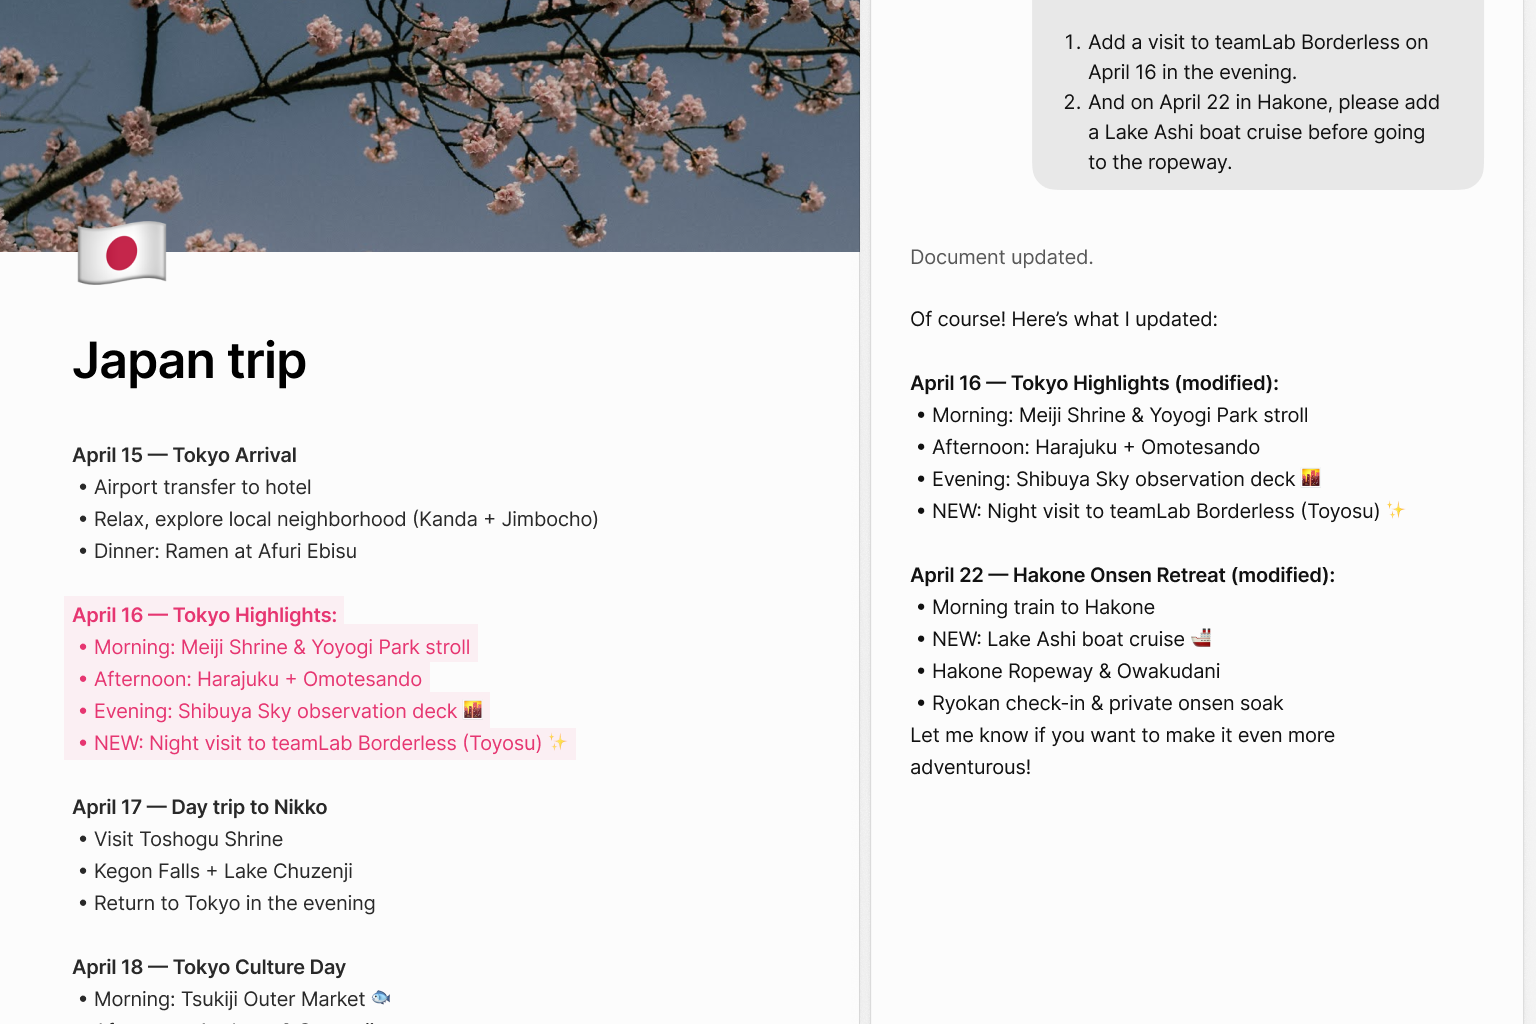 Japan trip
April 15 — Tokyo Arrival
• Airport transfer to hotel
• Relax, explore local neighborhood (Kanda + Jimbocho)
• Dinner: Ramen at Afuri Ebisu
April 16 — Tokyo Highlights:
• Morning: Meiji Shrine & Yoyogi Park stroll
• Afternoon: Harajuku + Omotesando
• Evening: Shibuya Sky observation deck 🌇
• NEW: Night visit to teamLab Borderless (Toyosu) ✨
April 17 — Day trip to Nikko
• Visit Toshogu Shrine
• Kegon Falls + Lake Chuzenji
• Return to Tokyo in the evening
April 18 — Tokyo Culture Day
• Morning: Tsukiji Outer Market 🐟
1. Add a visit to teamLab Borderless on
April 16 in the evening.
2. And on April 22 in Hakone, please add
a Lake Ashi boat cruise before going
to the ropeway.
Document updated.
Of course! Here’s what I updated:
April 16 — Tokyo Highlights (modified):
• Morning: Meiji Shrine & Yoyogi Park stroll
• Afternoon: Harajuku + Omotesando
• Evening: Shibuya Sky observation deck 🌇
• NEW: Night visit to teamLab Borderless (Toyosu) ✨
April 22 — Hakone Onsen Retreat (modified):
• Morning train to Hakone
• NEW: Lake Ashi boat cruise 🚢
• Hakone Ropeway & Owakudani
• Ryokan check-in & private onsen soak
Let me know if you want to make it even more
adventurous!